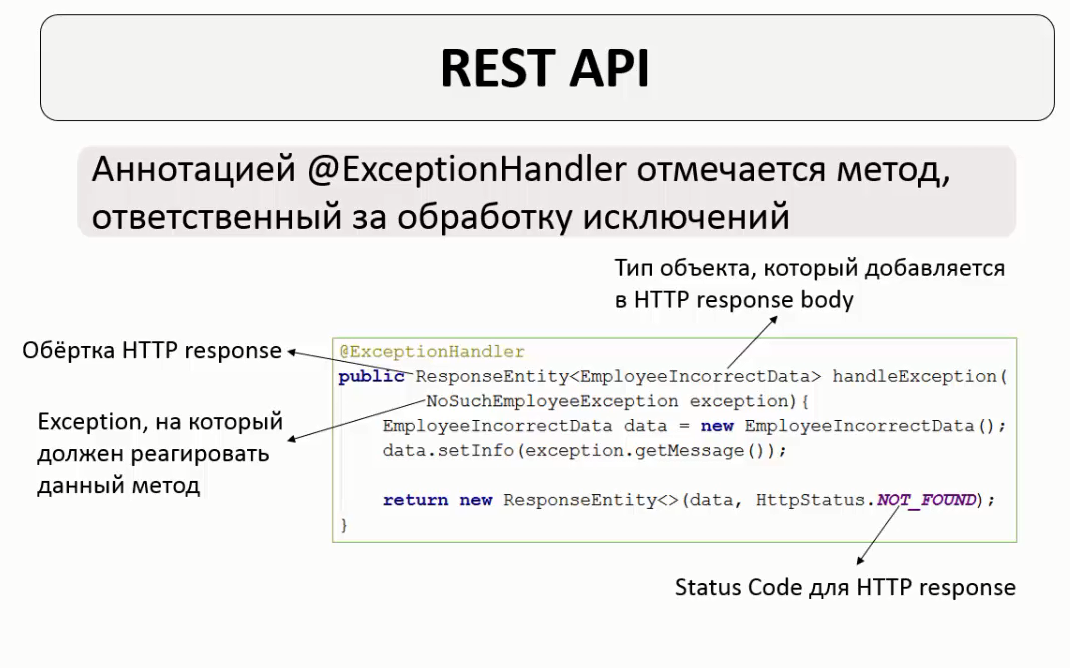 REST API
Аннотацией @ExceptionHandler отмечается метод,
ответственный за обработку исключений
Тип объекта, который добавляется
в HTTP response body
Обёртка HTTP response
Exception, на который
должен реагировать
данный метод
@ExceptionHandler
public ResponseEntity<EmployeeIncorrectData> handleException(
NoSuchEmployeeException exception){
EmployeeIncorrectData data = new EmployeeIncorrectData();
data.setInfo(exception.getMessage());
return new ResponseEntity<>(data, HttpStatus.NOT_FOUND);
}
Status Code для HTTP response